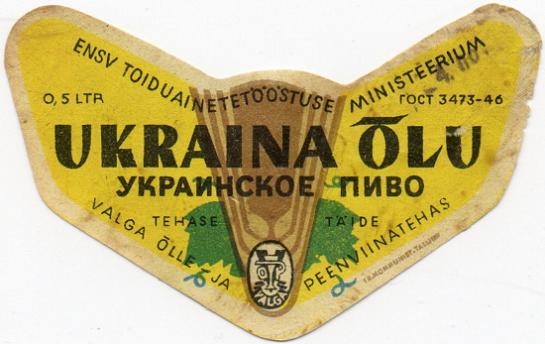 ENSV TOIDUAINETETÖÖSTUSE MINISTEERIUM
0,5 LTR
ГОСТ 3473-46
UKRAINA ÕLU
УКРАИНСКОЕ ПИВО
TEHASE TÄIDE
VALGA ÕLLE- JA PEENVIINATEHAS
VALGA